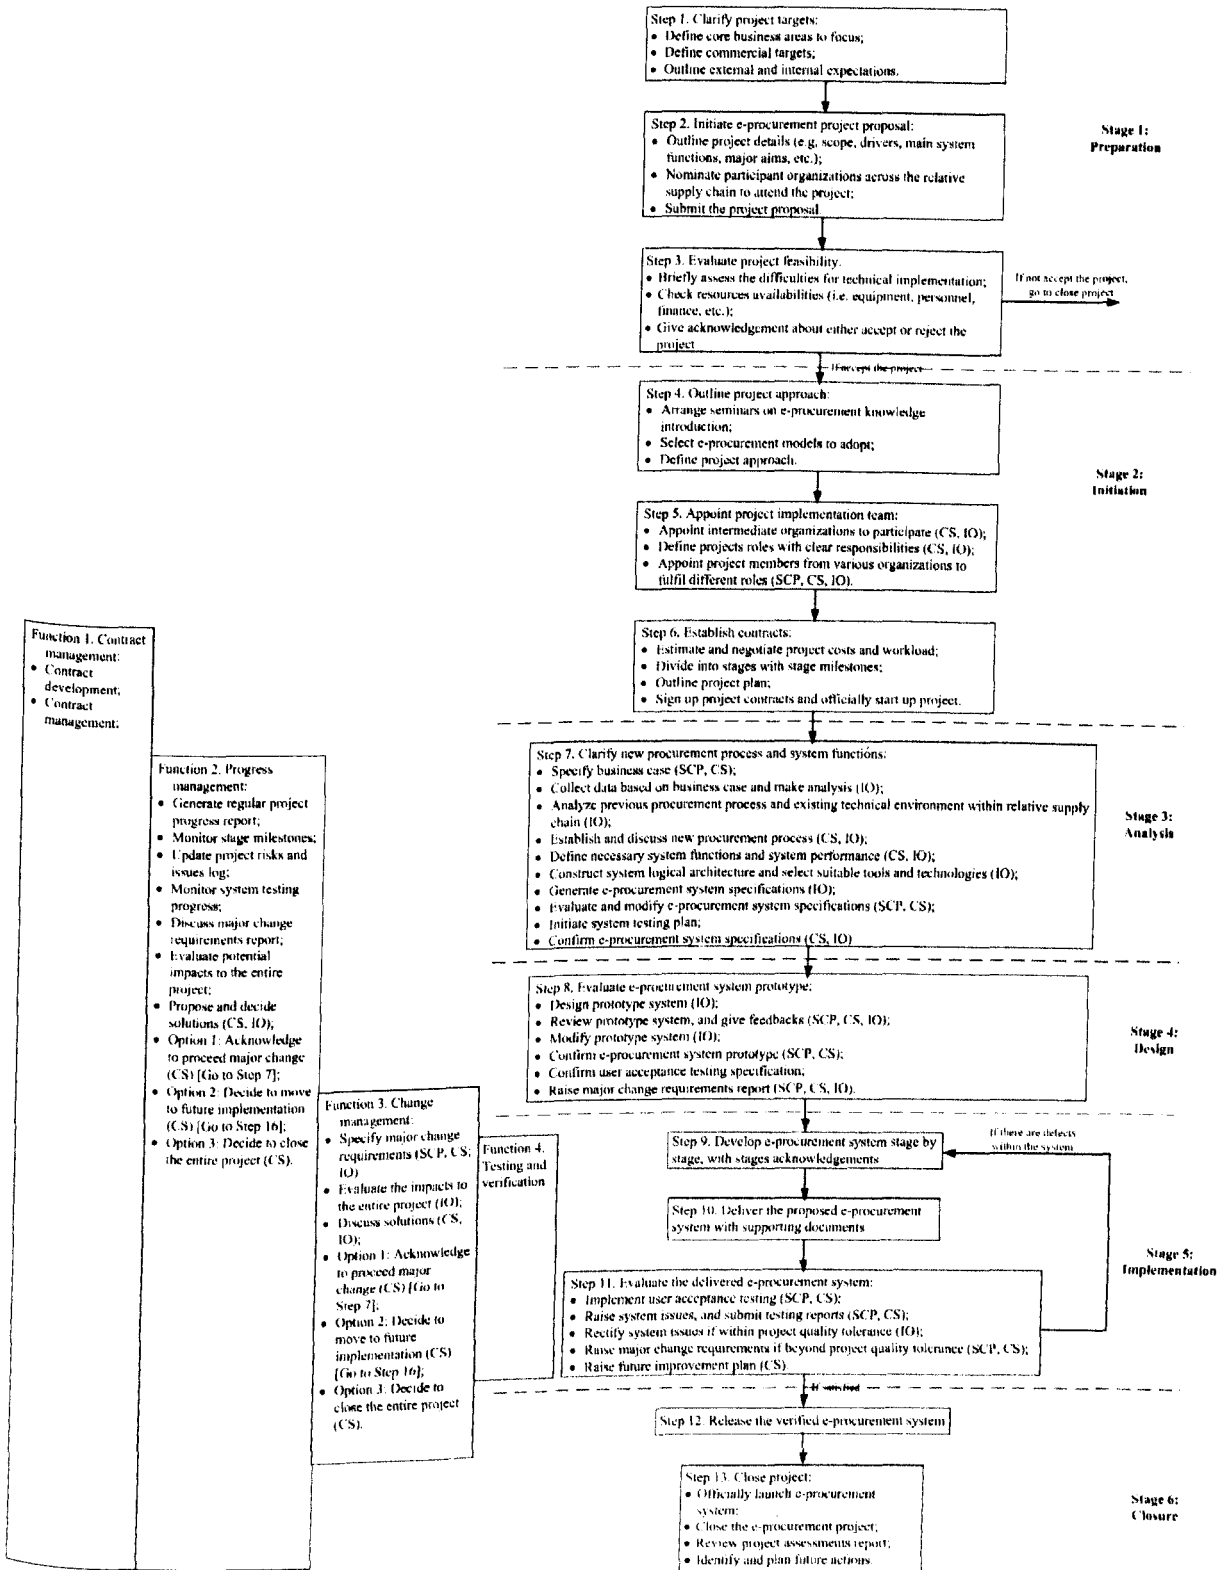 Step 1. Clarify project targets:
• Define core business areas to focus;
• Define commercial targets;
• Outline external and internal expectations.
Step 2. Initiate e-procurement project proposal:
• Outline project details (e.g. scope, drivers, main system
functions, major aims, etc.);
• Nominate participant organizations across the relative
supply chain to attend the project;
• Submit the project proposal.
Stage 1:
Preparation
Step 3. Evaluate project feasibility.
• Briefly assess the difficulties for technical implementation;
• Check resources availabilities (i.e. equipment, personnel,
finance, etc.);
• Give acknowledgement about either accept or reject the
project
If not accept the project,
go to close project
If accept the project
Step 4. Outline project approach:
• Arrange seminars on e-procurement knowledge
introduction;
• Select e-procurement models to adopt;
• Define project approach.
Stage 2:
Initiation
Step 5. Appoint project implementation team:
• Appoint intermediate organizations to participate (CS, IO);
• Define projects roles with clear responsibilities (CS, IO);
• Appoint project members from various organizations to
fulfil different roles (SCP, CS, IO).
Step 6. Establish contracts:
• Estimate and negotiate project costs and workload;
• Divide into stages with stage milestones;
• Outline project plan;
• Sign up project contracts and officially start up project.
Function 1. Contract
management:
• Contract
development;
• Contract
management;
Function 2. Progress
management:
• Generate regular project
progress report;
• Monitor stage milestones;
• Update project risks and
issues log;
• Monitor system testing
progress;
• Discuss major change
requirements report;
• Evaluate potential
impacts to the entire
project;
• Propose and decide
solutions (CS, IO);
• Option 1: Acknowledge
to proceed major change
(CS) [Go to Step 7];
• Option 2: Decide to move
to future implementation
(CS) [Go to Step 16];
• Option 3: Decide to close
the entire project (CS).
Function 3. Change
management:
• Specify major change
requirements (SCP, CS;
IO)
• Evaluate the impacts to
the entire project (IO);
• Discuss solutions (CS,
IO);
• Option 1: Acknowledge
to proceed major
change (CS) [Go to
Step 7];
• Option 2: Decide to
move to future
implementation (CS)
[Go to Step 16];
• Option 3: Decide to
close the entire project
(CS).
Function 4.
Testing and
verification
Step 7. Clarify new procurement process and system functions:
• Specify business case (SCP, CS);
• Collect data based on business case and make analysis (IO);
• Analyze previous procurement process and existing technical environment within relative supply
chain (IO);
• Establish and discuss new procurement process (CS, IO);
• Define necessary system functions and system performance (CS, IO);
• Construct system logical architecture and select suitable tools and technologies (IO);
• Generate e-procurement system specifications (IO);
• Evaluate and modify e-procurement system specifications (SCP, CS);
• Initiate system testing plan;
• Confirm e-procurement system specifications (CS, IO)
Stage 3:
Analysis
Step 8. Evaluate e-procurement system prototype:
• Design prototype system (IO);
• Review prototype system, and give feedbacks (SCP, CS, IO);
• Modify prototype system (IO);
• Confirm e-procurement system prototype (SCP, CS);
• Confirm user acceptance testing specification;
• Raise major change requirements report (SCP, CS, IO).
Stage 4:
Design
Step 9. Develop e-procurement system stage by
stage, with stages acknowledgements
If there are defects
within the system
Step 10. Deliver the proposed e-procurement
system with supporting documents
Stage 5:
Implementation
Step 11. Evaluate the delivered e-procurement system:
• Implement user acceptance testing (SCP, CS);
• Raise system issues, and submit testing reports (SCP, CS);
• Rectify system issues if within project quality tolerance (IO);
• Raise major change requirements if beyond project quality tolerance (SCP, CS);
• Raise future improvement plan (CS).
If satisfied
Step 12. Release the verified e-procurement system
Step 13. Close project:
• Officially launch e-procurement
system;
• Close the e-procurement project;
• Review project assessments report;
• Identify and plan future actions.
Stage 6:
Closure